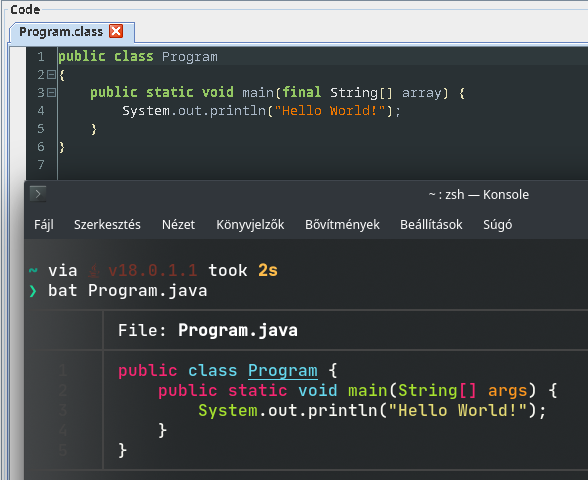 Code
Program.class
1 public class Program
2 {
3     public static void main(final String[] array) {
4         System.out.println("Hello World!");
5     }
6 }
7
~ : zsh — Konsole
Fájl Szerkesztés Nézet Könyvjelzők Bővítmények Beállítások Súgó
~ via v18.0.1.1 took 2s
❯ bat Program.java
File: Program.java
1 public class Program {
2     public static void main(String[] args) {
3         System.out.println("Hello World!");
4     }
5 }